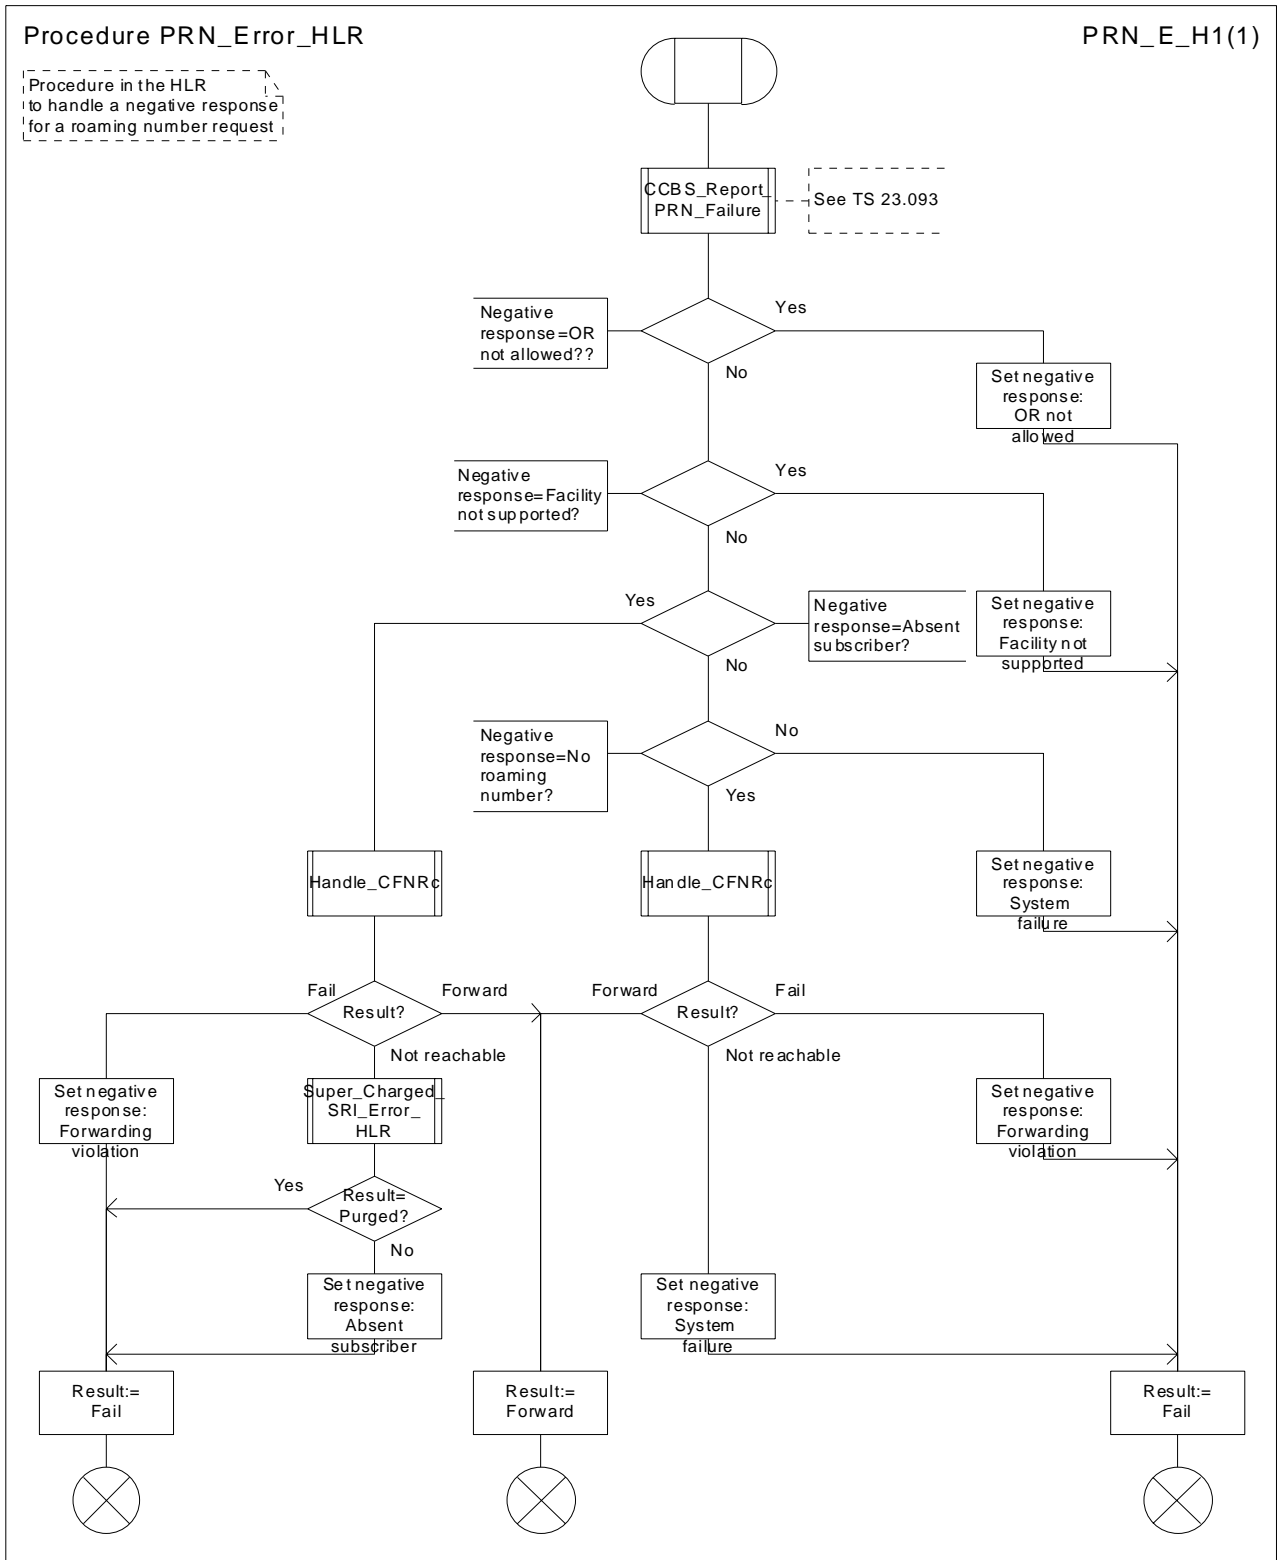 Procedure PRN_Error_HLR
PRN_E_H1(1)
Procedure in the HLR
to handle a negative response
for a roaming number request
CCBS_Report_
PRN_Failure
See TS 23.093
Negative
response=OR
not allowed??
Yes
No
Set negative
response:
OR not
allowed
Negative
response=Facility
not supported?
Yes
No
Set negative
response:
Facility not
supported
Yes
Negative
response=Absent
subscriber?
No
Negative
response=No
roaming
number?
No
Yes
Set negative
response:
System
failure
Handle_CFNRc
Handle_CFNRc
Fail
Result?
Forward
Not reachable
Forward
Result?
Fail
Not reachable
Set negative
response:
Forwarding
violation
Super_Charged_
SRI_Error_
HLR
Set negative
response:
Forwarding
violation
Yes
Result=
Purged?
No
Set negative
response:
Absent
subscriber
Set negative
response:
System
failure
Result:=
Fail
Result:=
Forward
Result:=
Fail